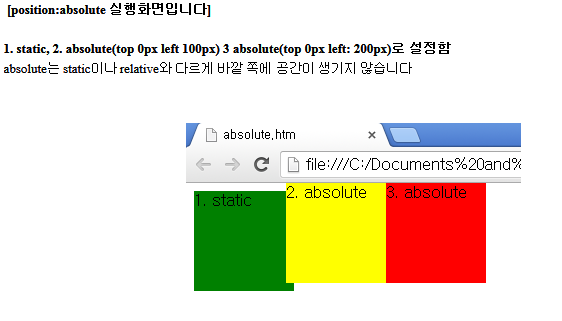 [position:absolute 실행화면입니다]
1. static, 2. absolute(top 0px left 100px) 3 absolute(top 0px left: 200px)로 설정함
absolute는 static이나 relative와 다르게 바깥 쪽에 공간이 생기지 않습니다
absolute.htm
file:///C:/Documents%20and%
1. static
2. absolute
3. absolute